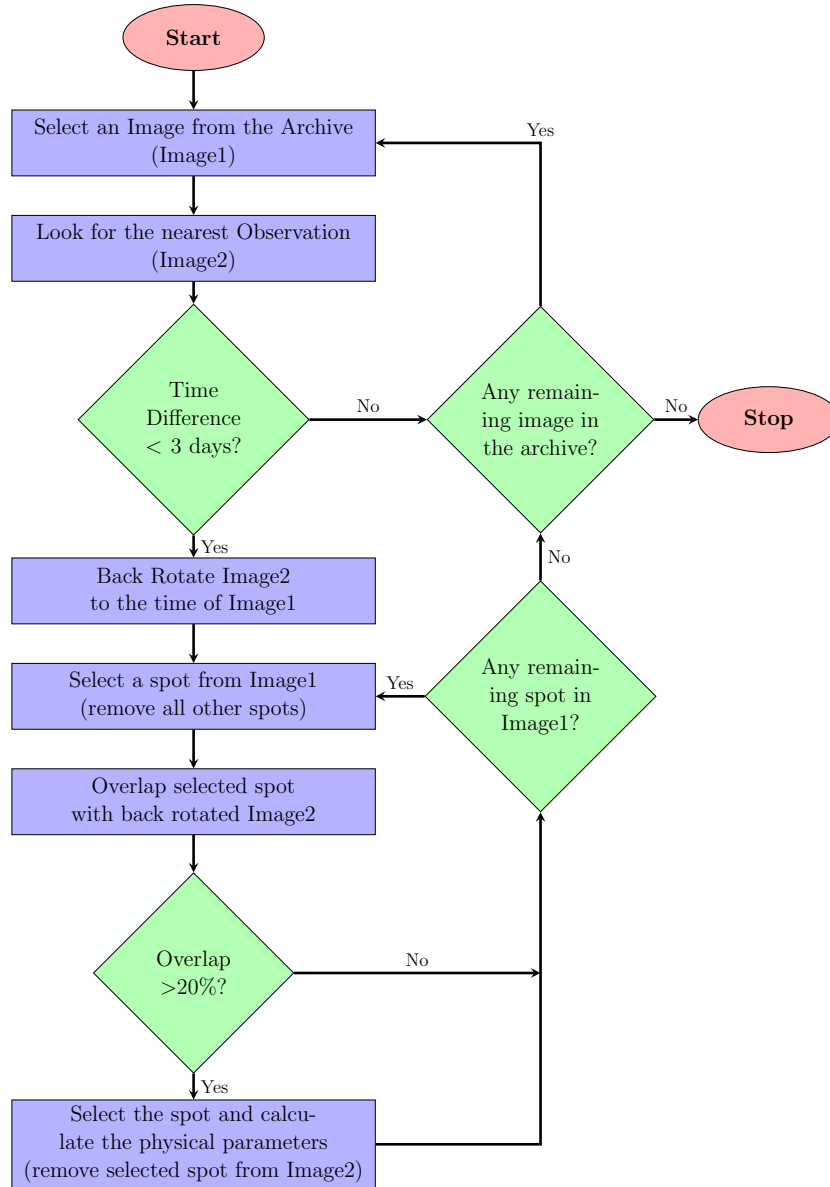 Start
Select an Image from the Archive
(Image1)
Yes
Look for the nearest Observation
(Image2)
Time
Difference
< 3 days?
No
Any remain-
ing image in
the archive?
No
Stop
Yes
Back Rotate Image2
to the time of Image1
No
Select a spot from Image1
(remove all other spots)
Yes
Any remain-
ing spot in
Image1?
Overlap selected spot
with back rotated Image2
Overlap
>20%?
No
Yes
Select the spot and calcu-
late the physical parameters
(remove selected spot from Image2)